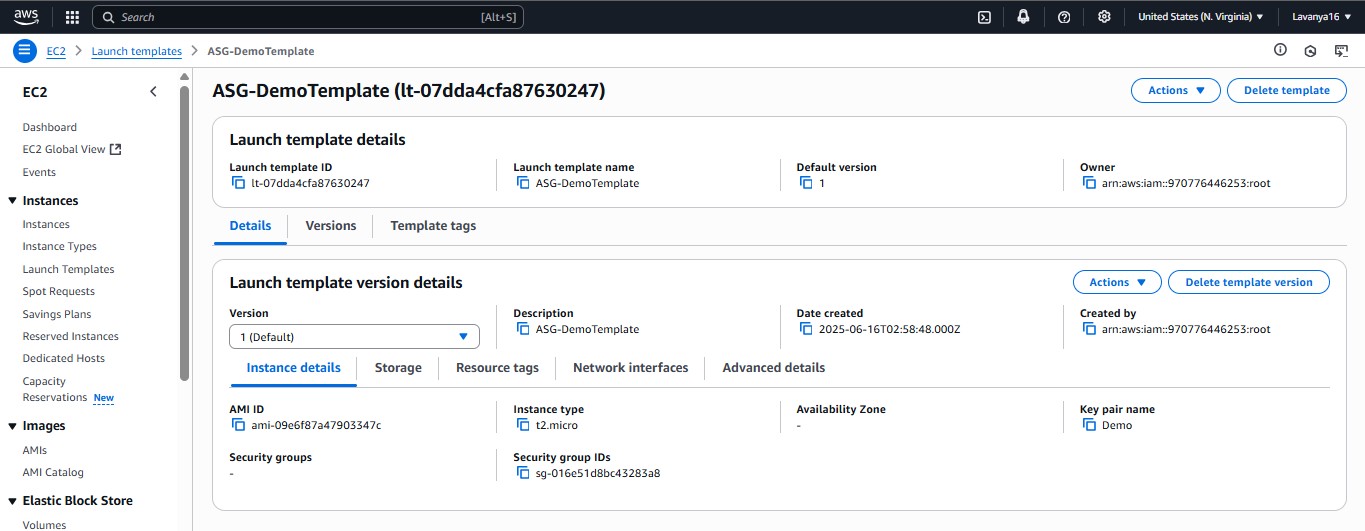 aws
Search [Alt+S]
United States (N. Virginia)
Lavanya16
EC2 > Launch templates > ASG-DemoTemplate
EC2
Dashboard
EC2 Global View
Events
Instances
Instances
Instance Types
Launch Templates
Spot Requests
Savings Plans
Reserved Instances
Dedicated Hosts
Capacity
Reservations New
Images
AMIs
AMI Catalog
Elastic Block Store
Volumes
ASG-DemoTemplate (lt-07dda4cfa87630247)
Actions
Delete template
Launch template details
Launch template ID
lt-07dda4cfa87630247
Launch template name
ASG-DemoTemplate
Default version
1
Owner
arn:aws:iam::970776446253:root
Details
Versions
Template tags
Launch template version details
Actions
Delete template version
Version
1 (Default)
Description
ASG-DemoTemplate
Date created
2025-06-16T02:58:48.000Z
Created by
arn:aws:iam::970776446253:root
Instance details
Storage
Resource tags
Network interfaces
Advanced details
AMI ID
ami-09e6f87a47903347c
Instance type
t2.micro
Availability Zone
-
Key pair name
Demo
Security groups
-
Security group IDs
sg-016e51d8bc43283a8